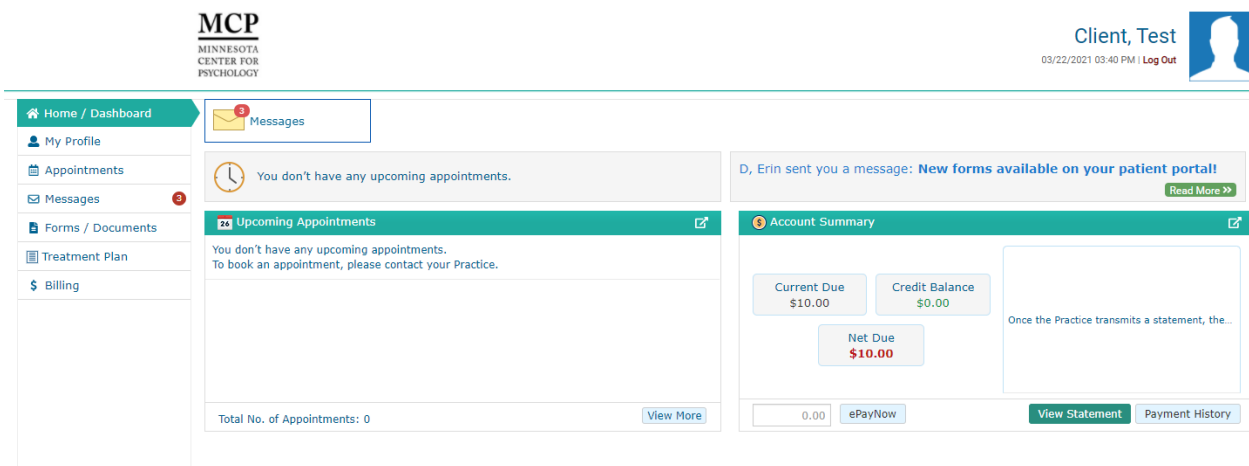 MCP
MINNESOTA
CENTER FOR
PSYCHOLOGY
Client, Test
03/22/2021 03:40 PM | Log Out
Home / Dashboard
My Profile
Appointments
Messages 3
Forms / Documents
Treatment Plan
$ Billing
3
Messages
You don't have any upcoming appointments.
D, Erin sent you a message: New forms available on your patient portal!
Read More »
26 Upcoming Appointments
You don't have any upcoming appointments.
To book an appointment, please contact your Practice.
Total No. of Appointments: 0
View More
$ Account Summary
Current Due
$10.00
Credit Balance
$0.00
Net Due
$10.00
Once the Practice transmits a statement, the...
0.00
ePayNow
View Statement
Payment History